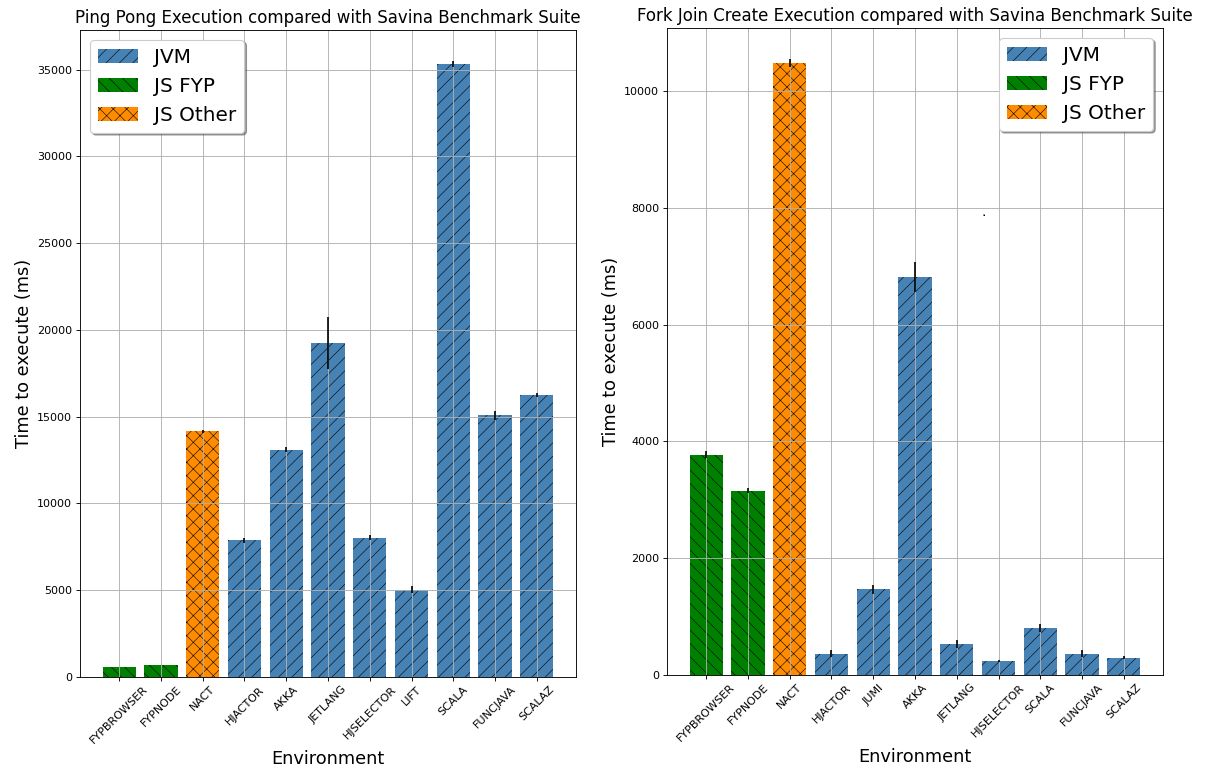 Ping Pong Execution compared with Savina Benchmark Suite
JVM
JS FYP
JS Other
35000
30000
25000
20000
15000
10000
5000
0
Time to execute (ms)
FYPBROWSER
FYPNODE
NACT
HJACTOR
AKKA
JETLANG
HJSELECTOR
LIFT
SCALA
FUNCJAVA
SCALAZ
Environment
Fork Join Create Execution compared with Savina Benchmark Suite
JVM
JS FYP
JS Other
10000
8000
6000
4000
2000
0
Time to execute (ms)
FYPBROWSER
FYPNODE
NACT
HJACTOR
JUMI
AKKA
JETLANG
HJSELECTOR
SCALA
FUNCJAVA
SCALAZ
Environment